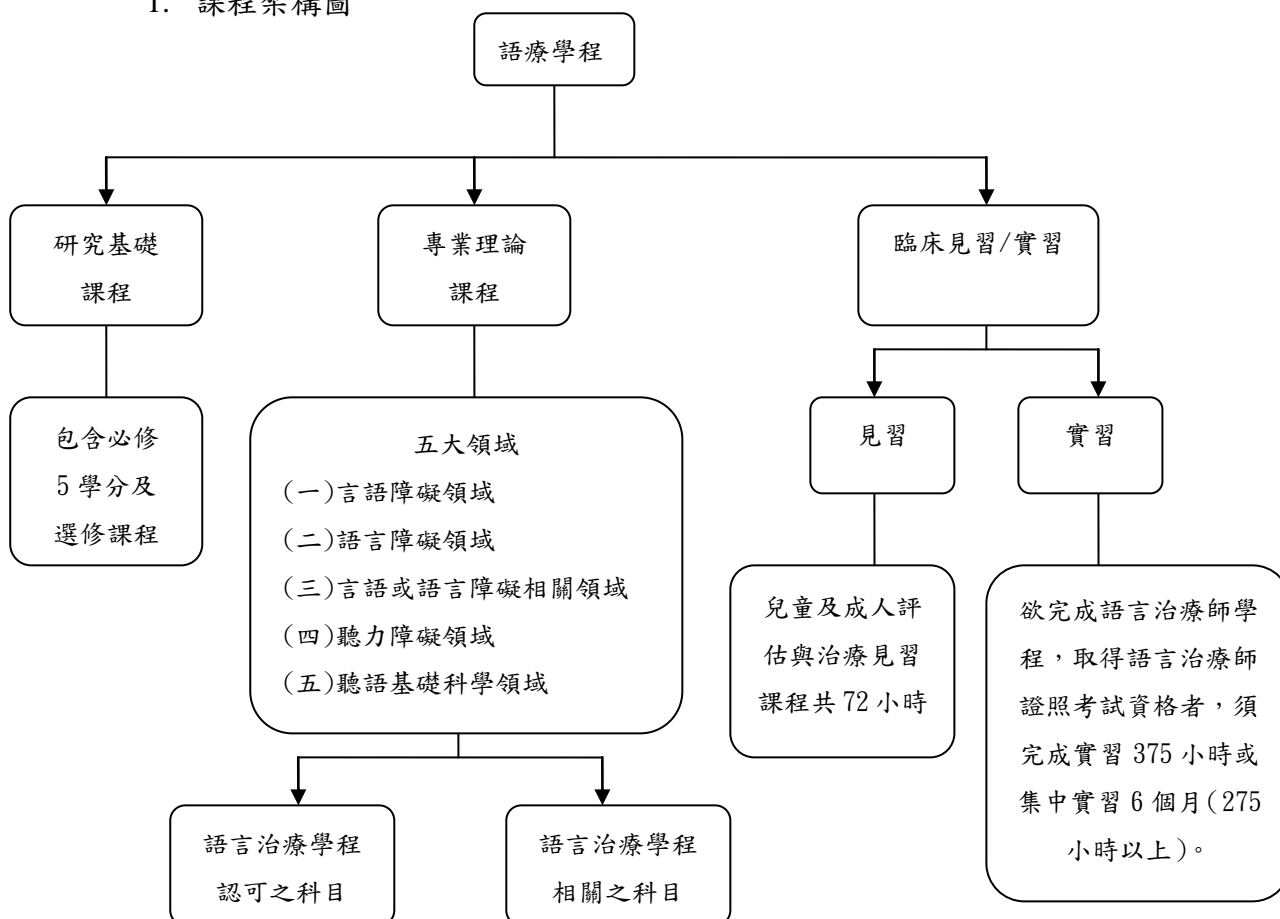 1. 課程架構圖
語療學程
研究基礎
課程
專業理論
課程
臨床見習/實習
包含必修
5 學分及
選修課程
五大領域
(一)言語障礙領域
(二)語言障礙領域
(三)言語或語言障礙相關領域
(四)聽力障礙領域
(五)聽語基礎科學領域
見習
實習
兒童及成人評
估與治療見習
課程共 72 小時
欲完成語言治療師學
程，取得語言治療師
證照考試資格者，須
完成實習 375 小時或
集中實習 6 個月(275
小時以上)。
語言治療學程
認可之科目
語言治療學程
相關之科目